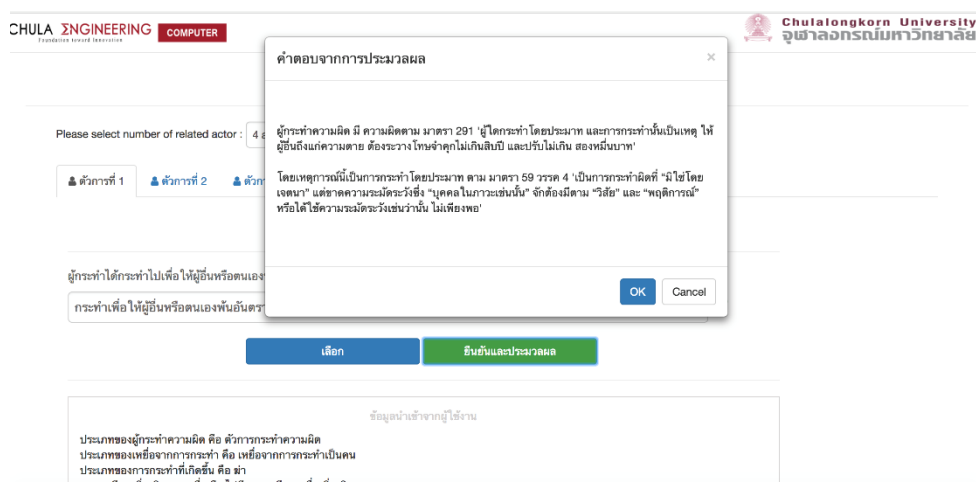 CHULA ΣNGINEERING COMPUTER
Foundation toward Innovation
Chulalongkorn University
จุฬาลงกรณ์มหาวิทยาลัย
คำตอบจากการประมวลผล ×
ผู้กระทำความผิด มี ความผิดตาม มาตรา 291 'ผู้ใดกระทำโดยประมาท และการกระทำนั้นเป็นเหตุ ให้
ผู้อื่นถึงแก่ความตาย ต้องระวางโทษจำคุกไม่เกินสิบปี และปรับไม่เกิน สองหมื่นบาท'
โดยเหตุการณ์นี้เป็นการกระทำโดยประมาท ตาม มาตรา 59 วรรค 4 'เป็นการกระทำผิดที่ "มิใช่โดย
เจตนา" แต่ขาดความระมัดระวังซึ่ง "บุคคลในภาวะเช่นนั้น" จักต้องมีตาม "วิสัย" และ "พฤติการณ์"
หรือได้ใช้ความระมัดระวังเช่นว่านั้น ไม่เพียงพอ'
OK Cancel
Please select number of related actor : 4
ตัวการที่ 1 ตัวการที่ 2
ผู้กระทำได้กระทำไปเพื่อให้ผู้อื่นหรือตนเอง
กระทำเพื่อให้ผู้อื่นหรือตนเองพ้นอันตรา
เลือก ยืนยันและประมวลผล
ข้อมูลนำเข้าจากผู้ใช้งาน
ประเภทของผู้กระทำความผิด คือ ตัวการกระทำความผิด
ประเภทของเหยื่อจากการกระทำ คือ เหยื่อจากการกระทำเป็นคน
ประเภทของการกระทำที่เกิดขึ้น คือ ฆ่า